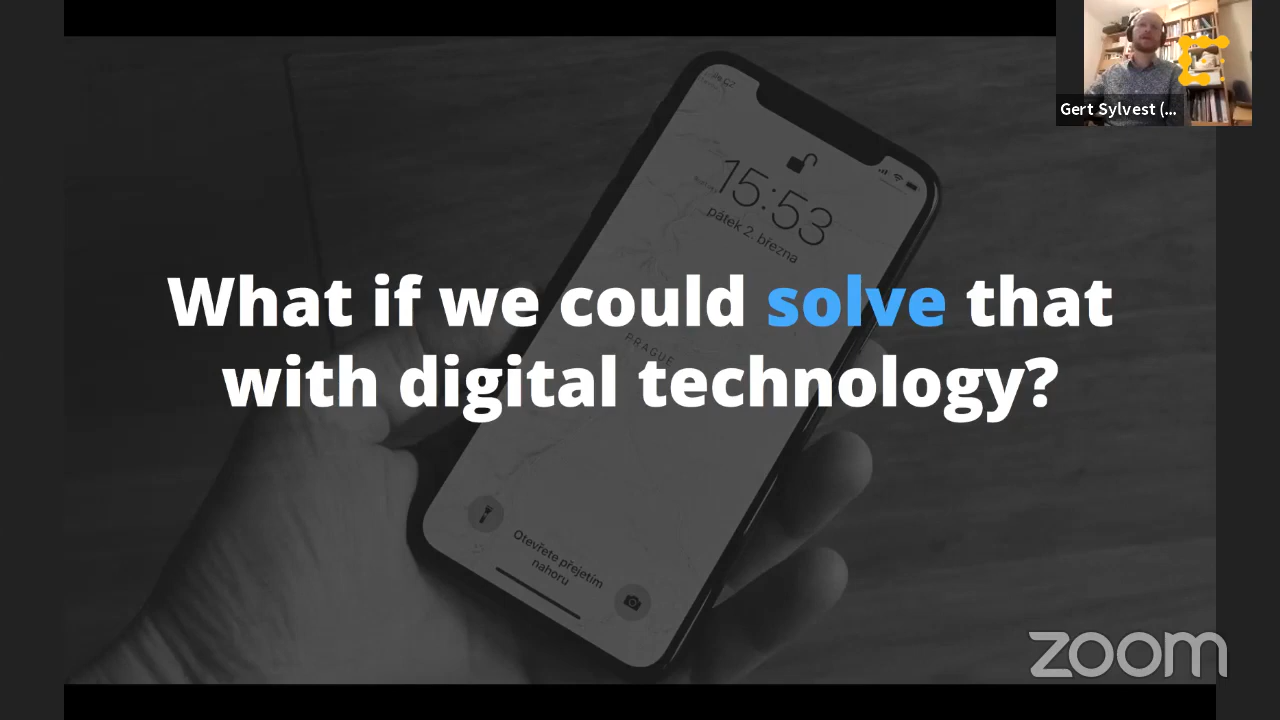 Gert Sylvest (...
15:53
pátek 2. března
What if we could solve that
PRAGUE
with digital technology?
Otevřete přejetím
nahoru
zoom